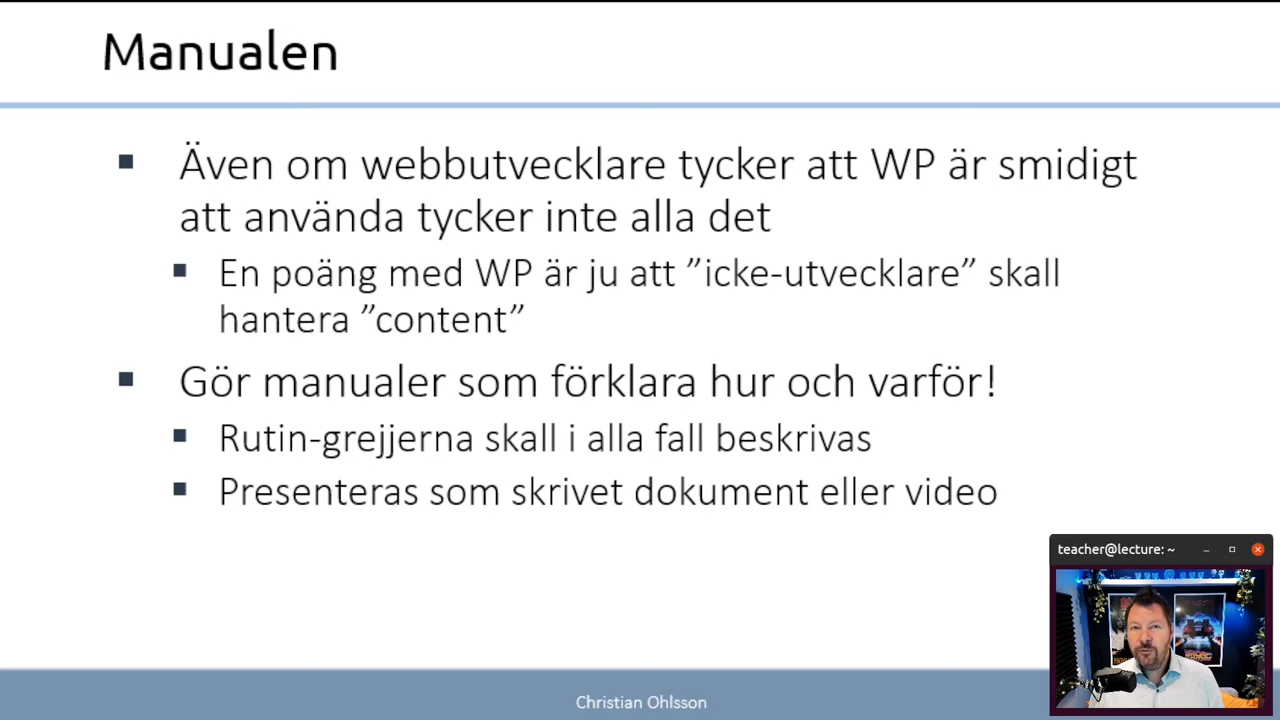 Manualen
Även om webbutvecklare tycker att WP är smidigt
att använda tycker inte alla det
En poäng med WP är ju att ”icke-utvecklare” skall
hantera ”content”
Gör manualer som förklara hur och varför!
Rutin-grejjerna skall i alla fall beskrivas
Presenteras som skrivet dokument eller video
teacher@lecture: ~
Christian Ohlsson